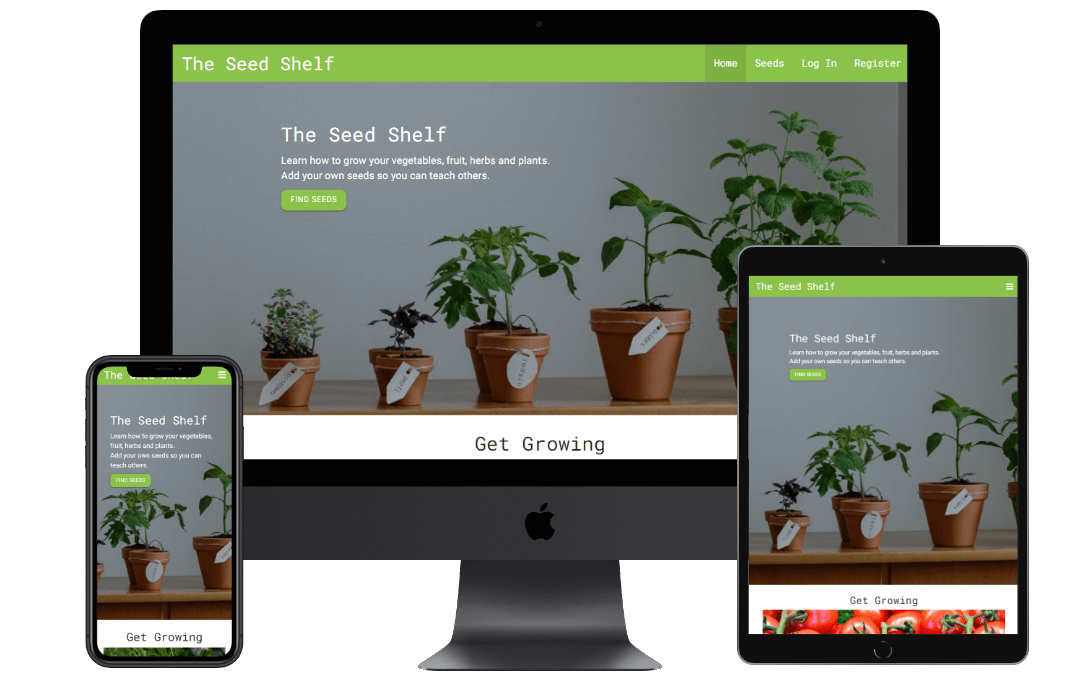 The Seed Shelf
Home Seeds Log In Register
The Seed Shelf
Learn how to grow your vegetables, fruit, herbs and plants.
Add your own seeds so you can teach others.
FIND SEEDS
Get Growing
The Seed Shelf
The Seed Shelf
Learn how to grow your vegetables, fruit, herbs and plants.
Add your own seeds so you can teach others.
FIND SEEDS
Get Growing
The Seed Shelf
The Seed Shelf
Learn how to grow your vegetables,
fruit, herbs and plants.
Add your own seeds so you can
teach others.
FIND SEEDS
Get Growing